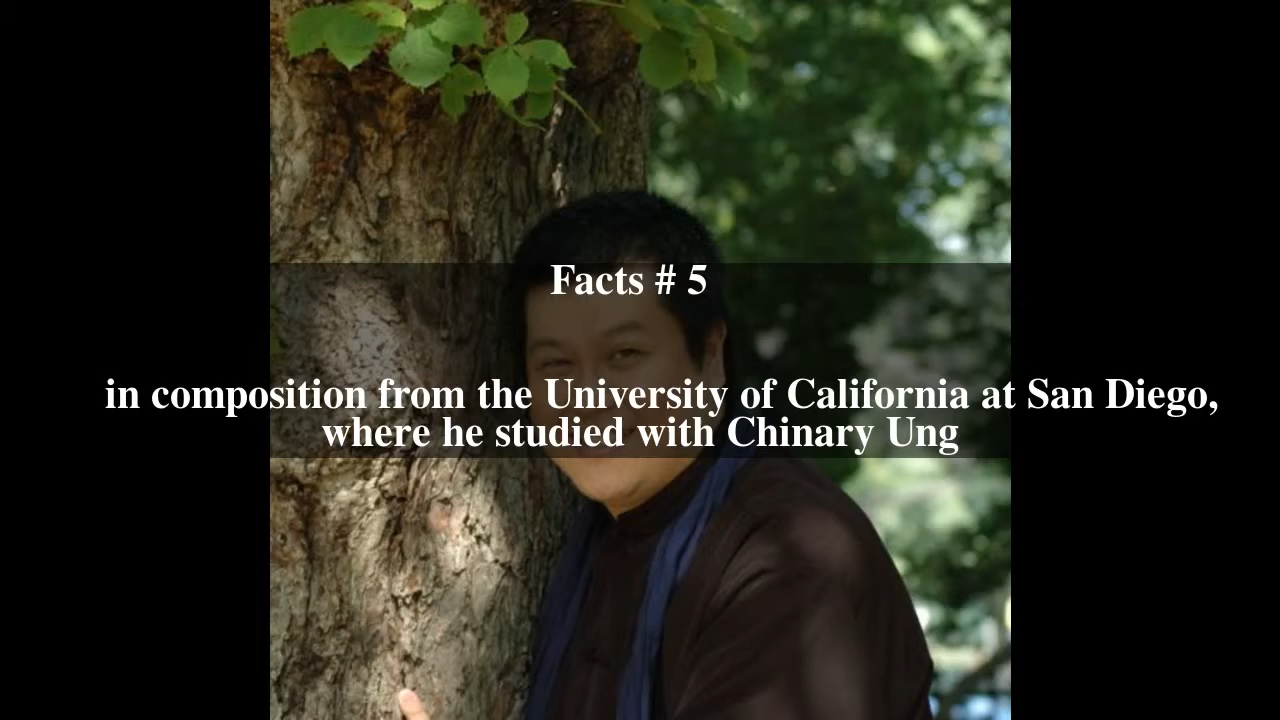 Facts # 5
in composition from the University of California at San Diego,
where he studied with Chinary Ung